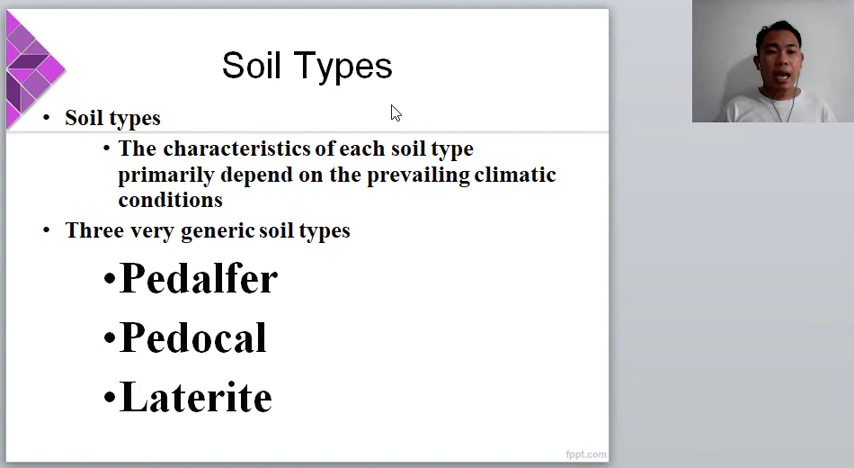 Soil Types
• Soil types
• The characteristics of each soil type
primarily depend on the prevailing climatic
conditions
• Three very generic soil types
•Pedalfer
•Pedocal
•Laterite
fppt.com